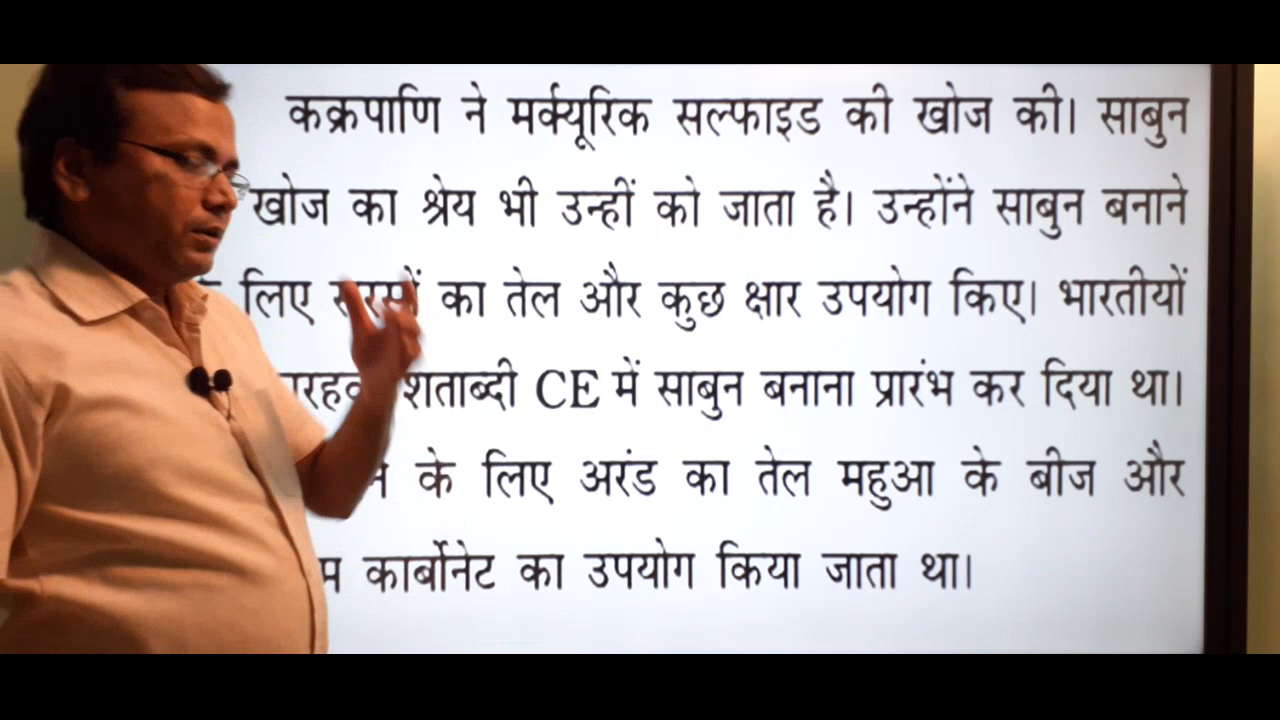 कक्रपाणि ने मर्क्यूरिक सल्फाइड की खोज की। साबुन
खोज का श्रेय भी उन्हीं को जाता है। उन्होंने साबुन बनाने
लिए सरसों का तेल और कुछ क्षार उपयोग किए। भारतीयों
शताब्दी CE में साबुन बनाना प्रारंभ कर दिया था।
के लिए अरंड का तेल महुआ के बीज और
कार्बोनेट का उपयोग किया जाता था।